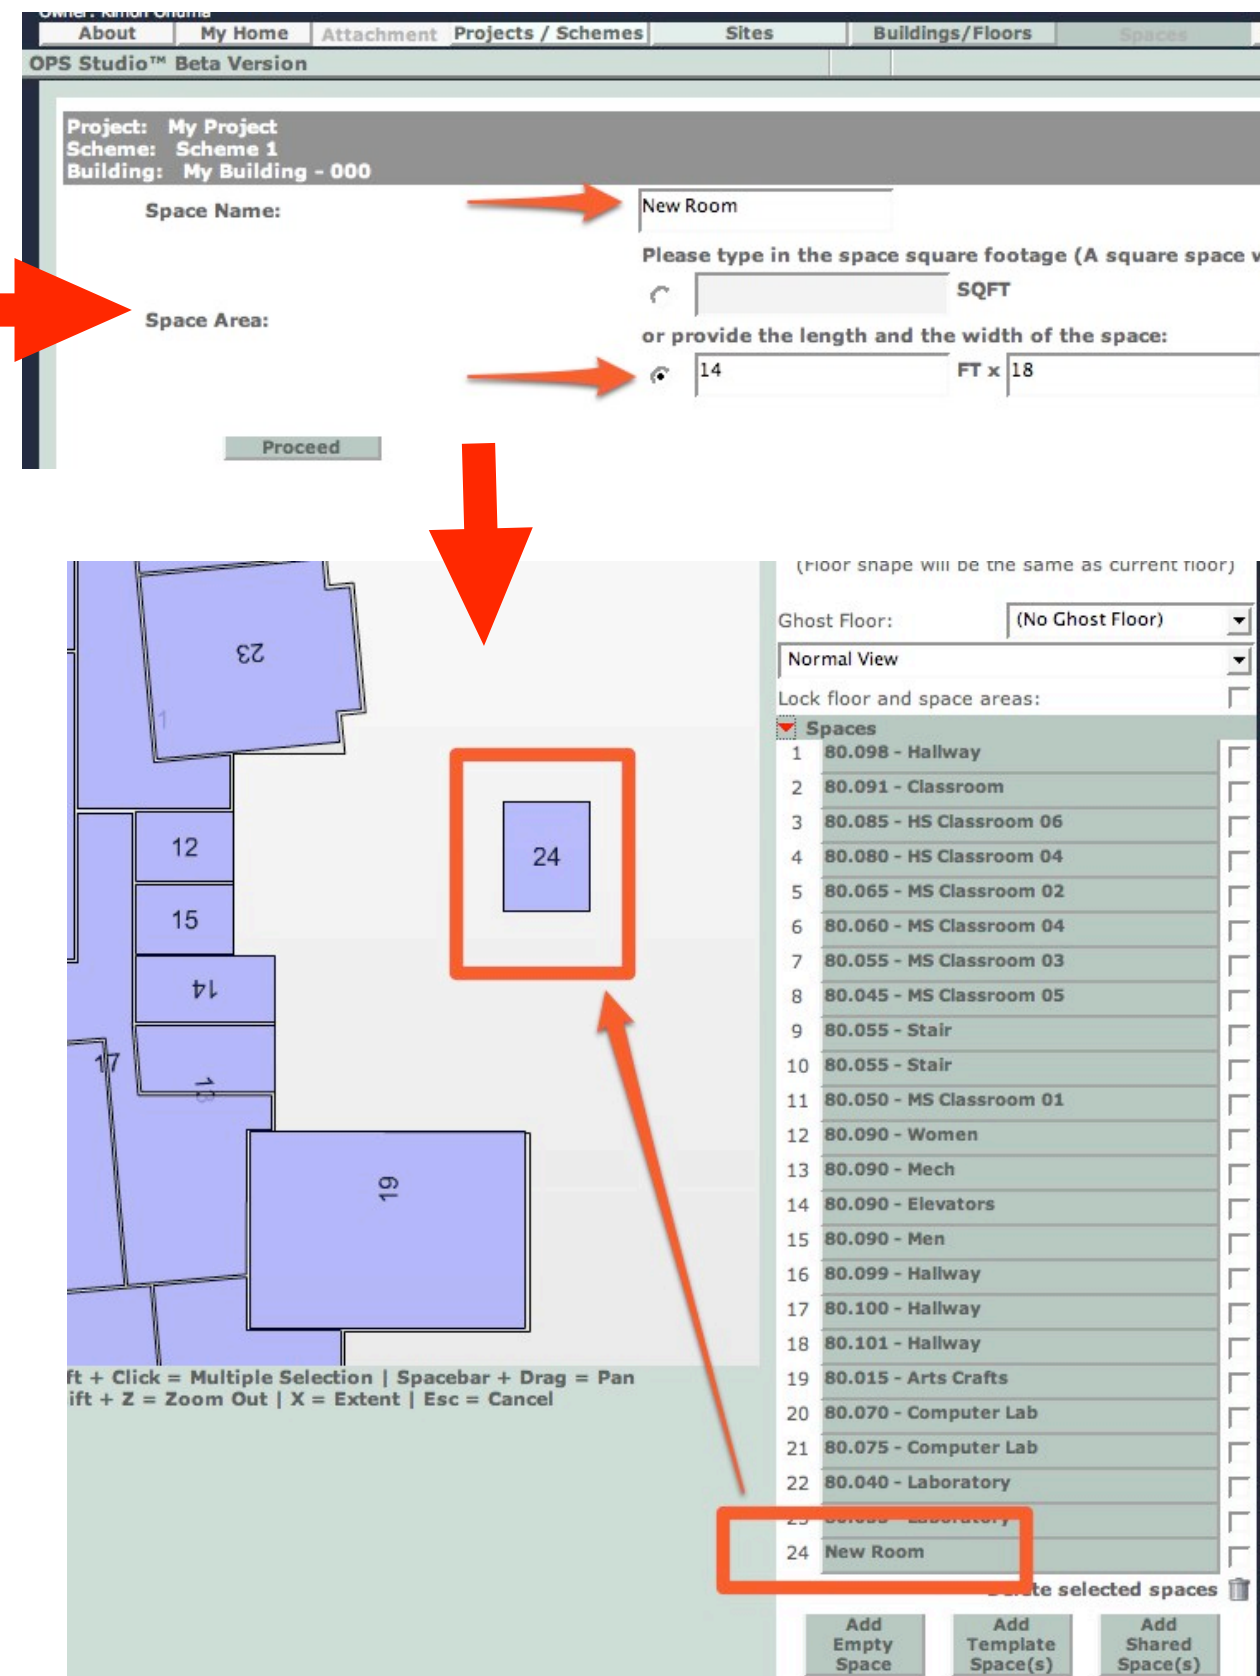 Owner: Kimon Onuma
About My Home Attachment Projects / Schemes Sites Buildings/Floors Spaces
OPS Studio™ Beta Version
Project: My Project
Scheme: Scheme 1
Building: My Building - 000
Space Name: New Room
Please type in the space square footage (A square space
SQFT
Space Area:
or provide the length and the width of the space:
14 FT x 18
Proceed
(Floor shape will be the same as current floor)
Ghost Floor: (No Ghost Floor)
Normal View
Lock floor and space areas:
Spaces
1 80.098 - Hallway
2 80.091 - Classroom
3 80.085 - HS Classroom 06
4 80.080 - HS Classroom 04
5 80.065 - MS Classroom 02
6 80.060 - MS Classroom 04
7 80.055 - MS Classroom 03
8 80.045 - MS Classroom 05
9 80.055 - Stair
10 80.055 - Stair
11 80.050 - MS Classroom 01
12 80.090 - Women
13 80.090 - Mech
14 80.090 - Elevators
15 80.090 - Men
16 80.099 - Hallway
17 80.100 - Hallway
18 80.101 - Hallway
19 80.015 - Arts Crafts
20 80.070 - Computer Lab
21 80.075 - Computer Lab
22 80.040 - Laboratory
23 - Laboratory
24 New Room
Delete selected spaces
Add Empty Space
Add Template Space(s)
Add Shared Space(s)
23
1
12
24
15
14
17
18
19
ft + Click = Multiple Selection | Spacebar + Drag = Pan
ift + Z = Zoom Out | X = Extent | Esc = Cancel